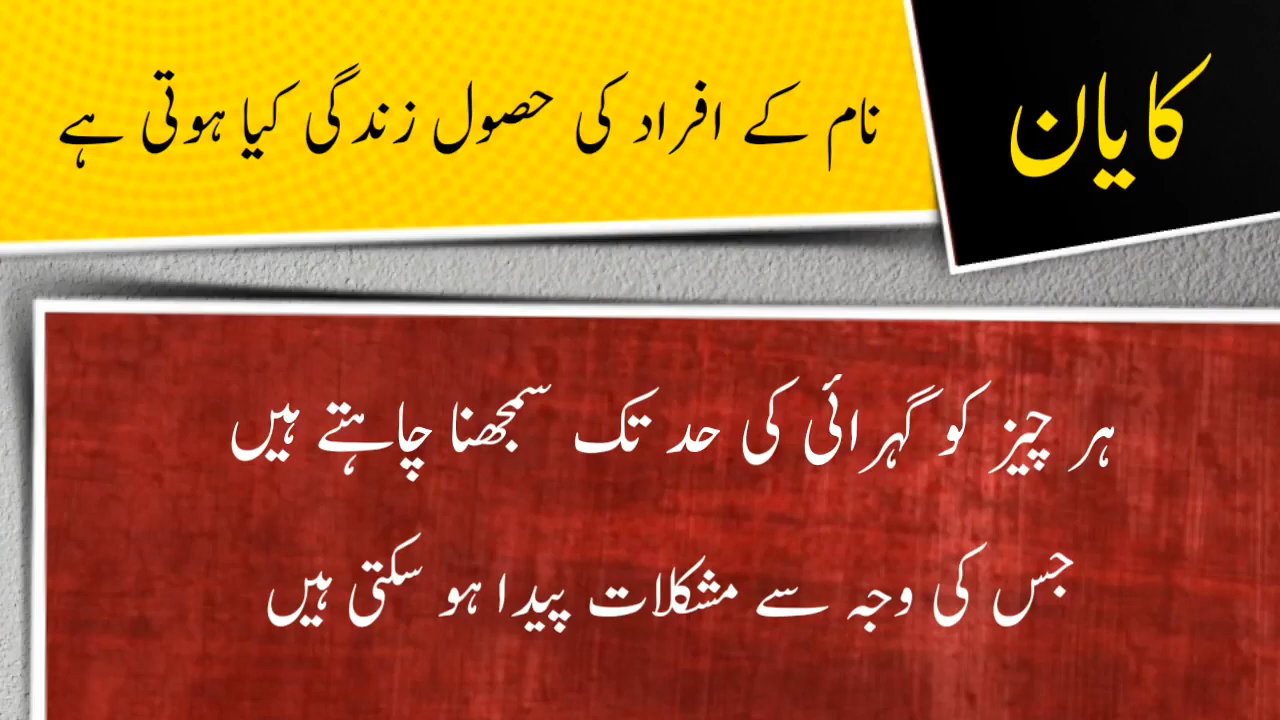 کایان
نام کے افراد کی حصول زندگی کیا ہوتی ہے
ہر چیز کو گہرائی کی حد تک سمجھنا چاہتے ہیں
جس کی وجہ سے مشکلات پیدا ہو سکتی ہیں